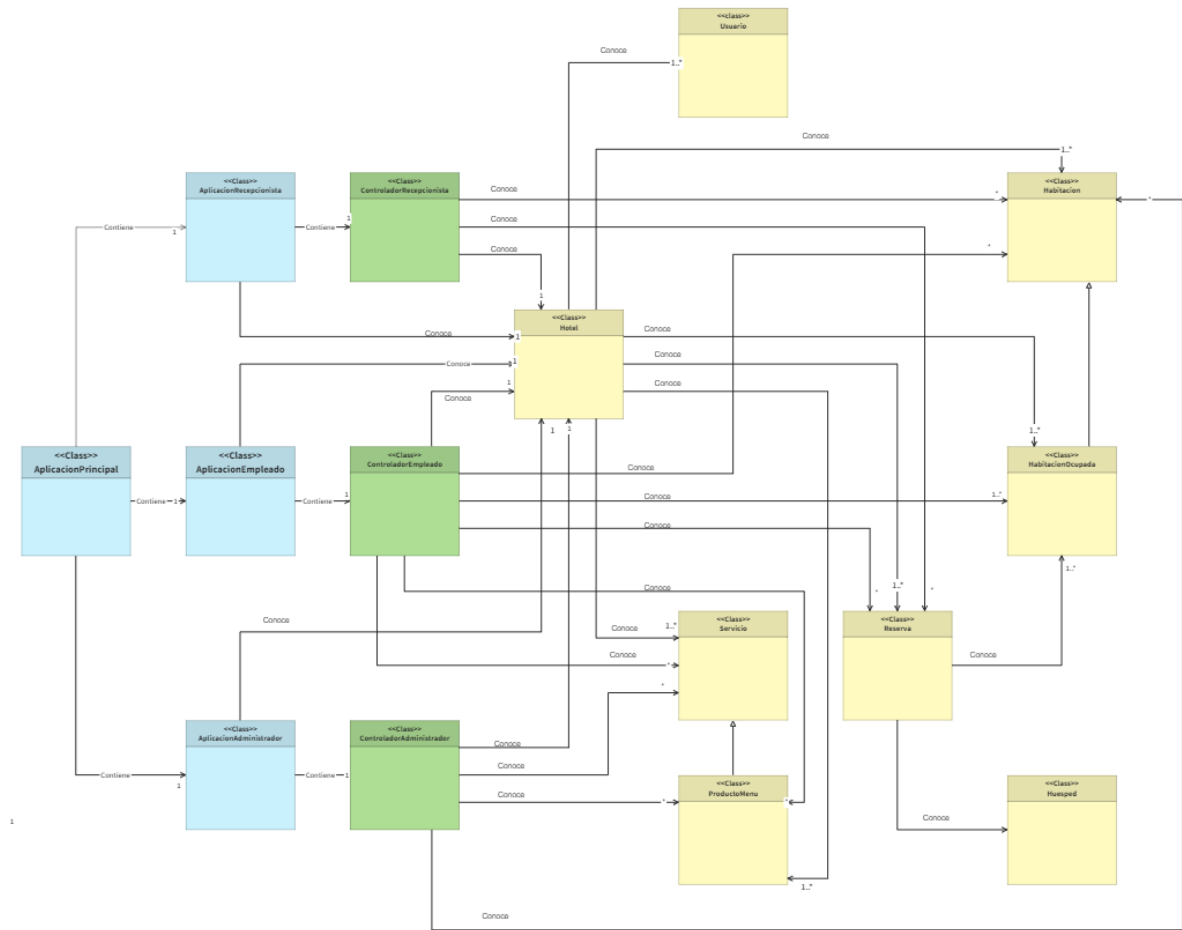 <<class>>
Usuario
Conoce
1..*
Conoce
1..*
<<Class>>
AplicacionRecepcionista
<<Class>>
ControladorRecepcionista
Conoce
*
<<Class>>
Habitacion
*
Contiene
1
Contiene
1
Conoce
Conoce
*
1
<<Class>>
Hotel
Conoce
1
Conoce
Conoce
1
Conoce
1
Conoce
Conoce
1
1
1..*
<<Class>>
AplicacionPrincipal
<<Class>>
AplicacionEmpleado
<<Class>>
ControladorEmpleado
Conoce
<<Class>>
HabitacionOcupada
Contiene
1
Contiene
1
Conoce
1..*
Conoce
1..*
Conoce
1..*
*
*
<<Class>>
Servicio
1..*
Conoce
Conoce
<<Class>>
Reserva
Conoce
*
Conoce
*
<<Class>>
AplicacionAdministrador
<<Class>>
ControladorAdministrador
Conoce
Contiene
1
Contiene
1
Conoce
Conoce
*
<<Class>>
ProductoMenu
*
<<Class>>
Huesped
1
Conoce
1..*
Conoce